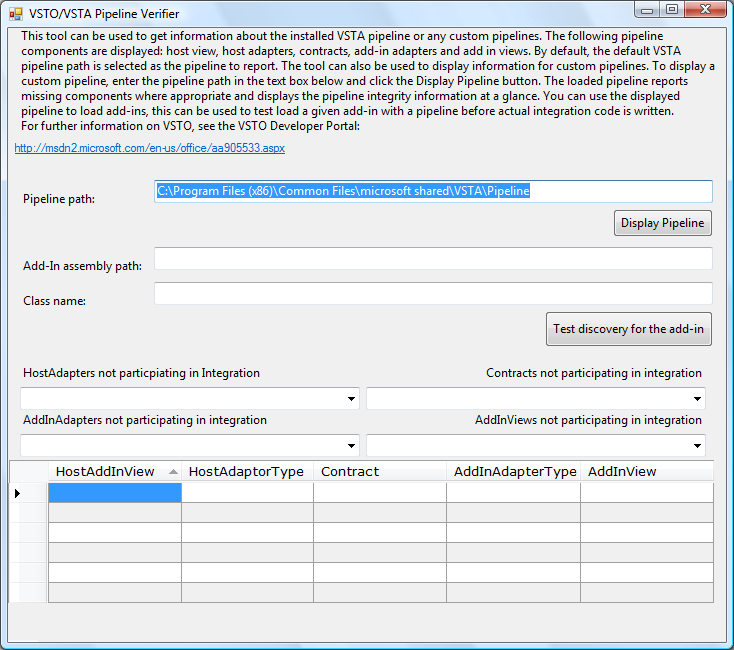 VSTO/VSTA Pipeline Verifier
This tool can be used to get information about the installed VSTA pipeline or any custom pipelines. The following pipeline
components are displayed: host view, host adapters, contracts, add-in adapters and add in views. By default, the default VSTA
pipeline path is selected as the pipeline to report. The tool can also be used to display information for custom pipelines. To display a
custom pipeline, enter the pipeline path in the text box below and click the Display Pipeline button. The loaded pipeline reports
missing components where appropriate and displays the pipeline integrity information at a glance. You can use the displayed
pipeline to load add-ins, this can be used to test load a given add-in with a pipeline before actual integration code is written.
For further information on VSTO, see the VSTO Developer Portal:
http://msdn2.microsoft.com/en-us/office/aa905533.aspx
Pipeline path:
C:\Program Files (x86)\Common Files\microsoft shared\VSTA\Pipeline
Display Pipeline
Add-In assembly path:
Class name:
Test discovery for the add-in
HostAdapters not particpiating in Integration
Contracts not participating in integration
AddInAdapters not participating in integration
AddInViews not participating in integration
HostAddInView HostAdaptorType Contract AddInAdapterType AddInView